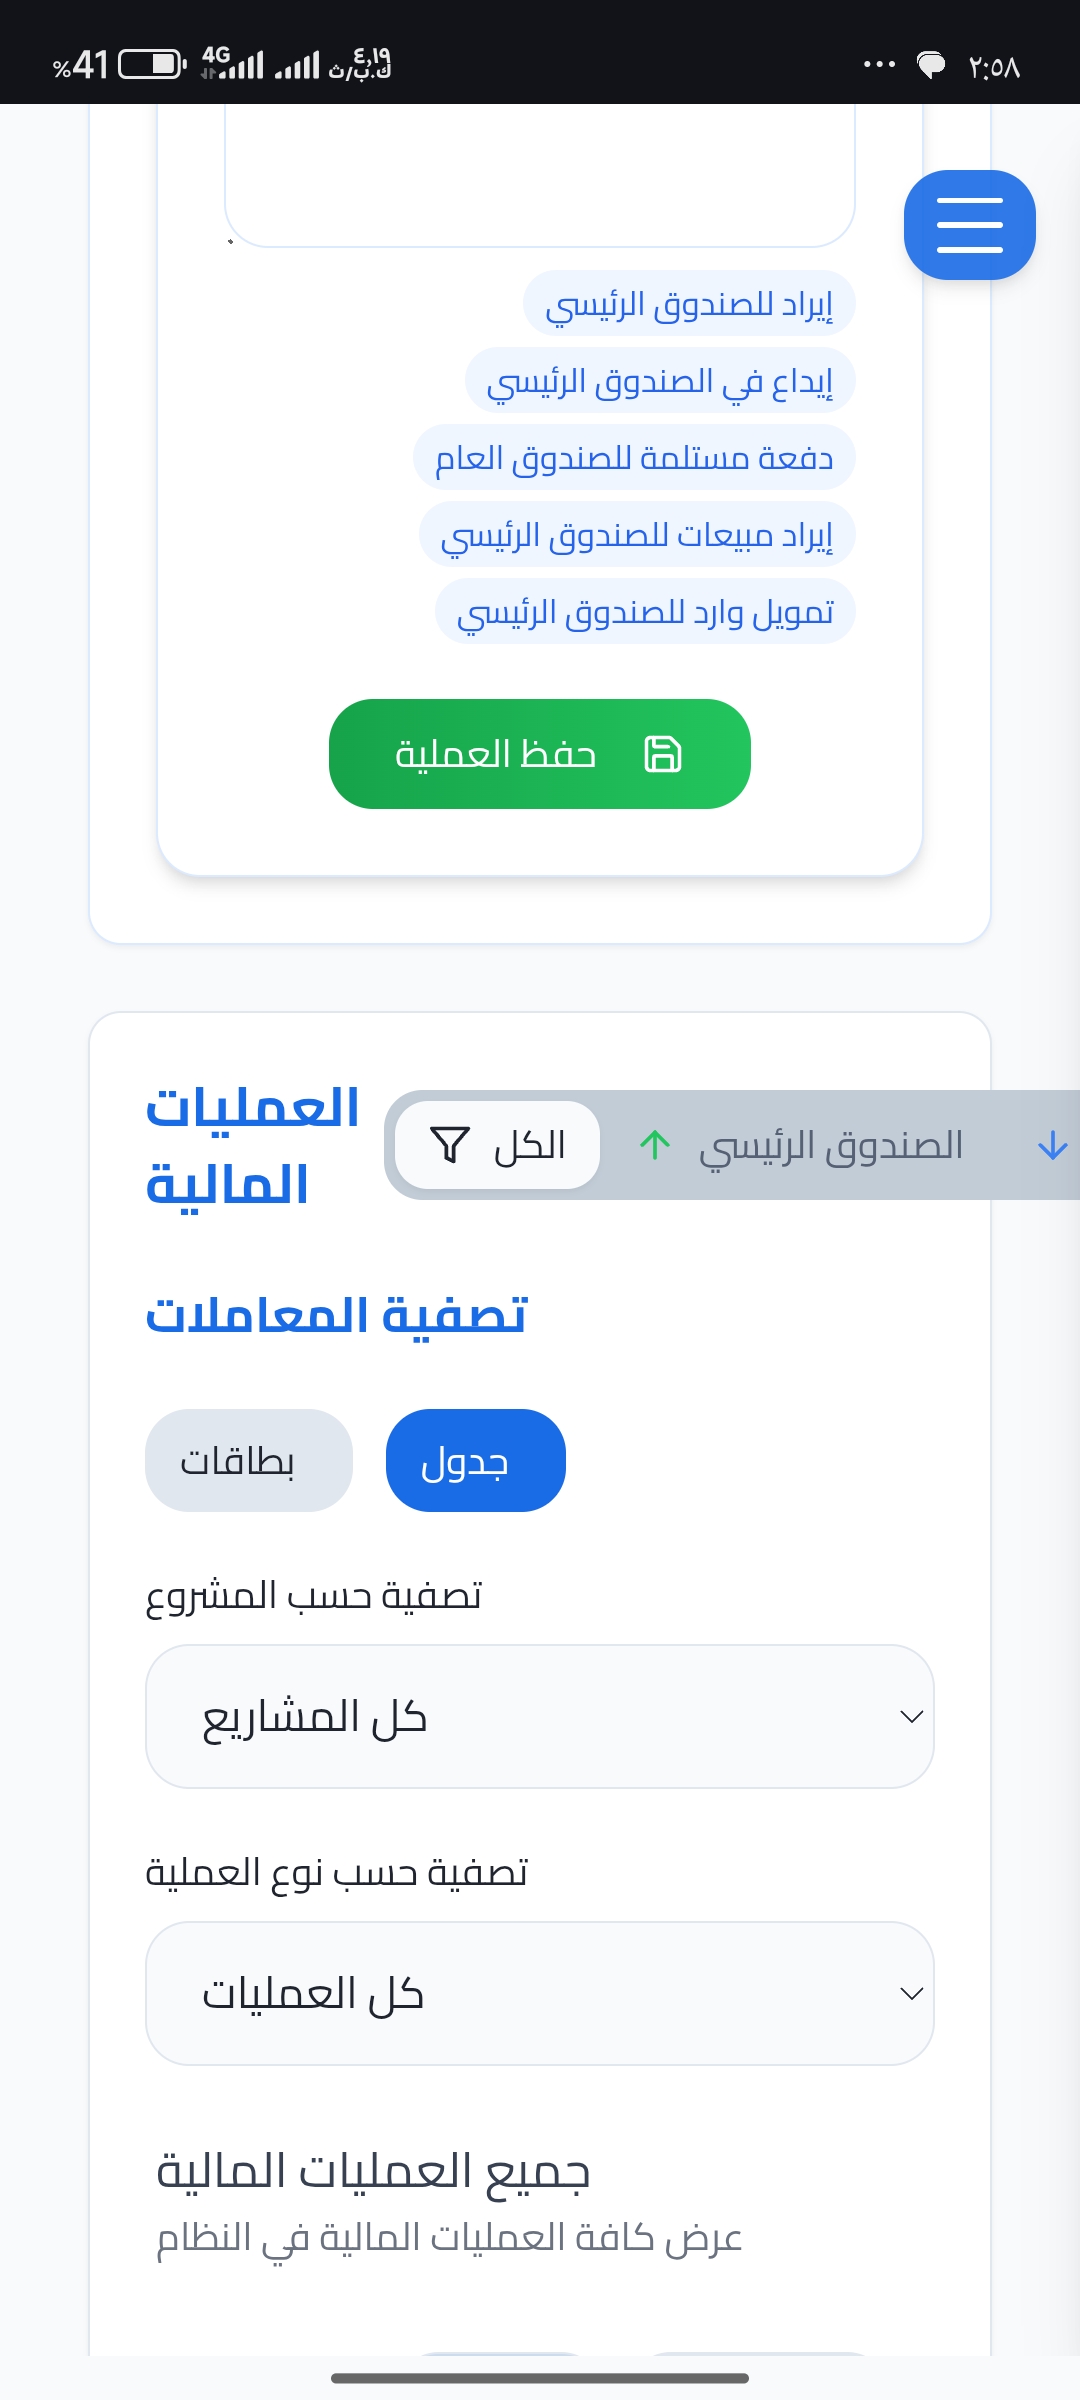 %41 4G ٤,١٩ ك.ب/ث ... ٢:٥٨
إيراد للصندوق الرئيسي
إيداع في الصندوق الرئيسي
دفعة مستلمة للصندوق العام
إيراد مبيعات للصندوق الرئيسي
تمويل وارد للصندوق الرئيسي
حفظ العملية
العمليات
المالية
الكل
الصندوق الرئيسي
تصفية المعاملات
بطاقات
جدول
تصفية حسب المشروع
كل المشاريع
تصفية حسب نوع العملية
كل العمليات
جميع العمليات المالية
عرض كافة العمليات المالية في النظام